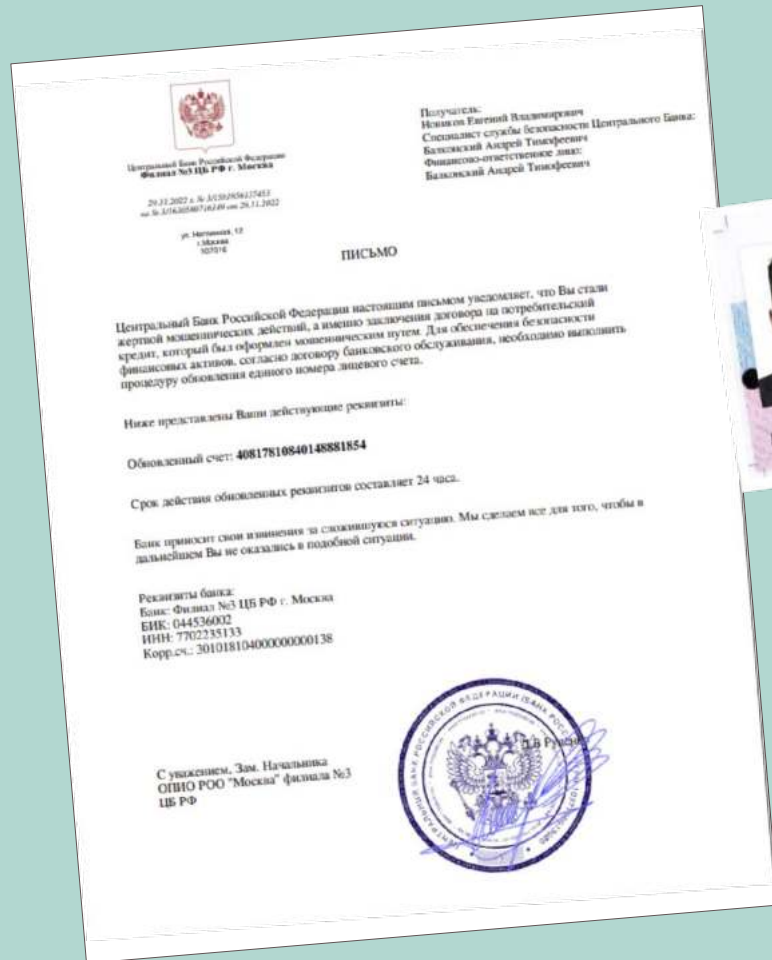 Центральный Банк Российской Федерации
Филиал №3 ЦБ РФ г. Москва
ул. Неглинная, 12
г.Москва
107016
Получатель:
Новиков Евгений Владимирович
Специалист службы безопасности Центрального Банка:
Балконский Андрей Тимофеевич
Финансово-ответственное лицо:
Балконский Андрей Тимофеевич
ПИСЬМО
Центральный Банк Российской Федерации настоящим письмом уведомляет, что Вы стали
жертвой мошеннических действий, а именно заключения договора на потребительский
кредит, который был оформлен мошенническим путем. Для обеспечения безопасности
финансовых активов, согласно договору банковского обслуживания, необходимо выполнить
процедуру обновления единого номера лицевого счета.
Ниже представлены Ваши действующие реквизиты:
Обновленный счет: 40817810840148881854
Срок действия обновленных реквизитов составляет 24 часа.
Банк приносит свои извинения за сложившуюся ситуацию. Мы сделаем все для того, чтобы в
дальнейшем Вы не оказались в подобной ситуации.
Реквизиты банка:
Банк: Филиал №3 ЦБ РФ г. Москва
БИК: 044536002
ИНН: 7702235133
Корр.сч.: 301018104000000000138
С уважением, Зам. Начальника
ОПИО РОО "Москва" филиала №3
ЦБ РФ